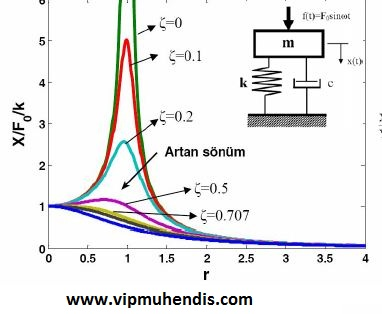 6
5
4
3
2
1
0
X/F₀/k
ζ=0
ζ=0.1
ζ=0.2
Artan sönüm
ζ=0.5
ζ=0.707
f(t)=F₀sinωt
m
x(t)
k
c
0 0.5 1 1.5 2 2.5 3 3.5 4
r
www.vipmuhendis.com